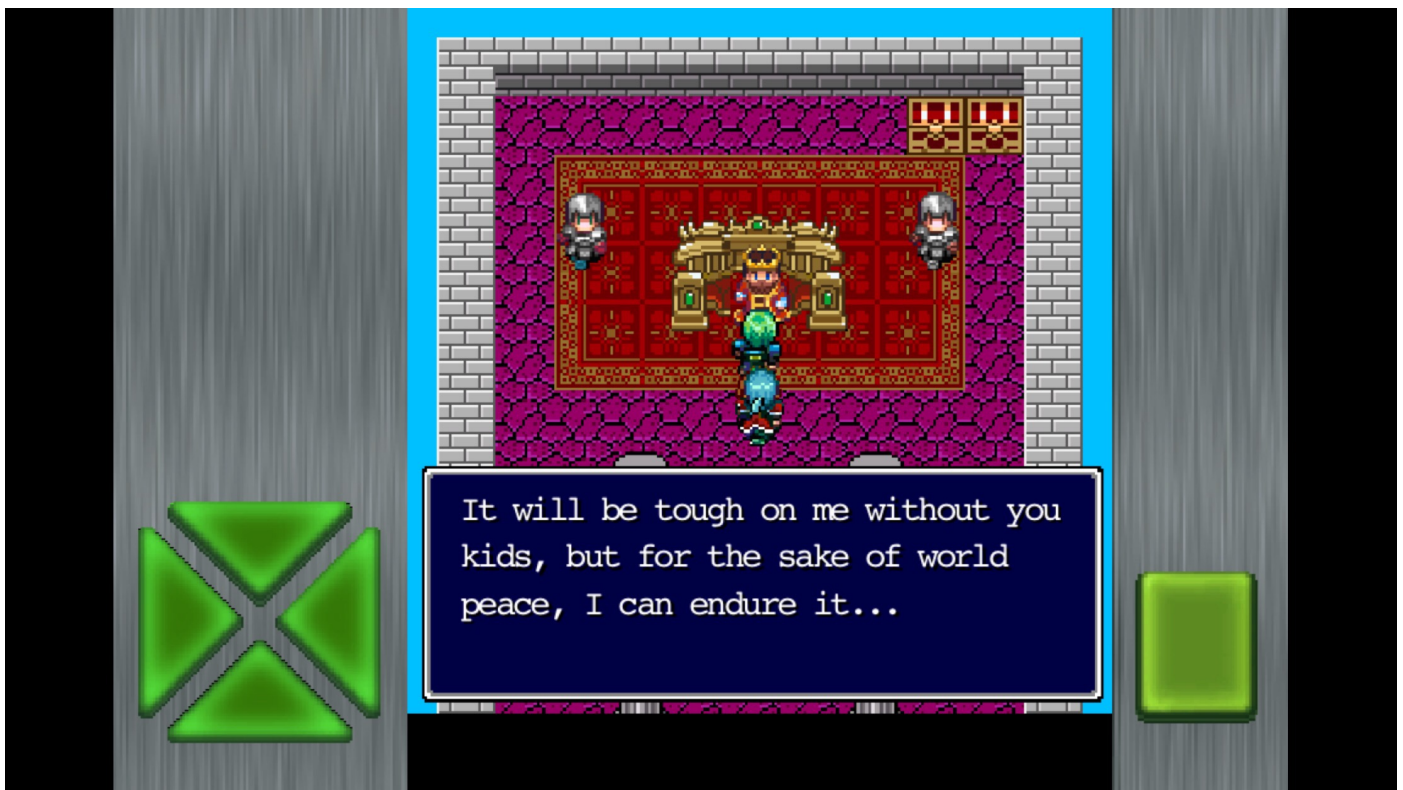 It will be tough on me without you
kids, but for the sake of world
peace, I can endure it...